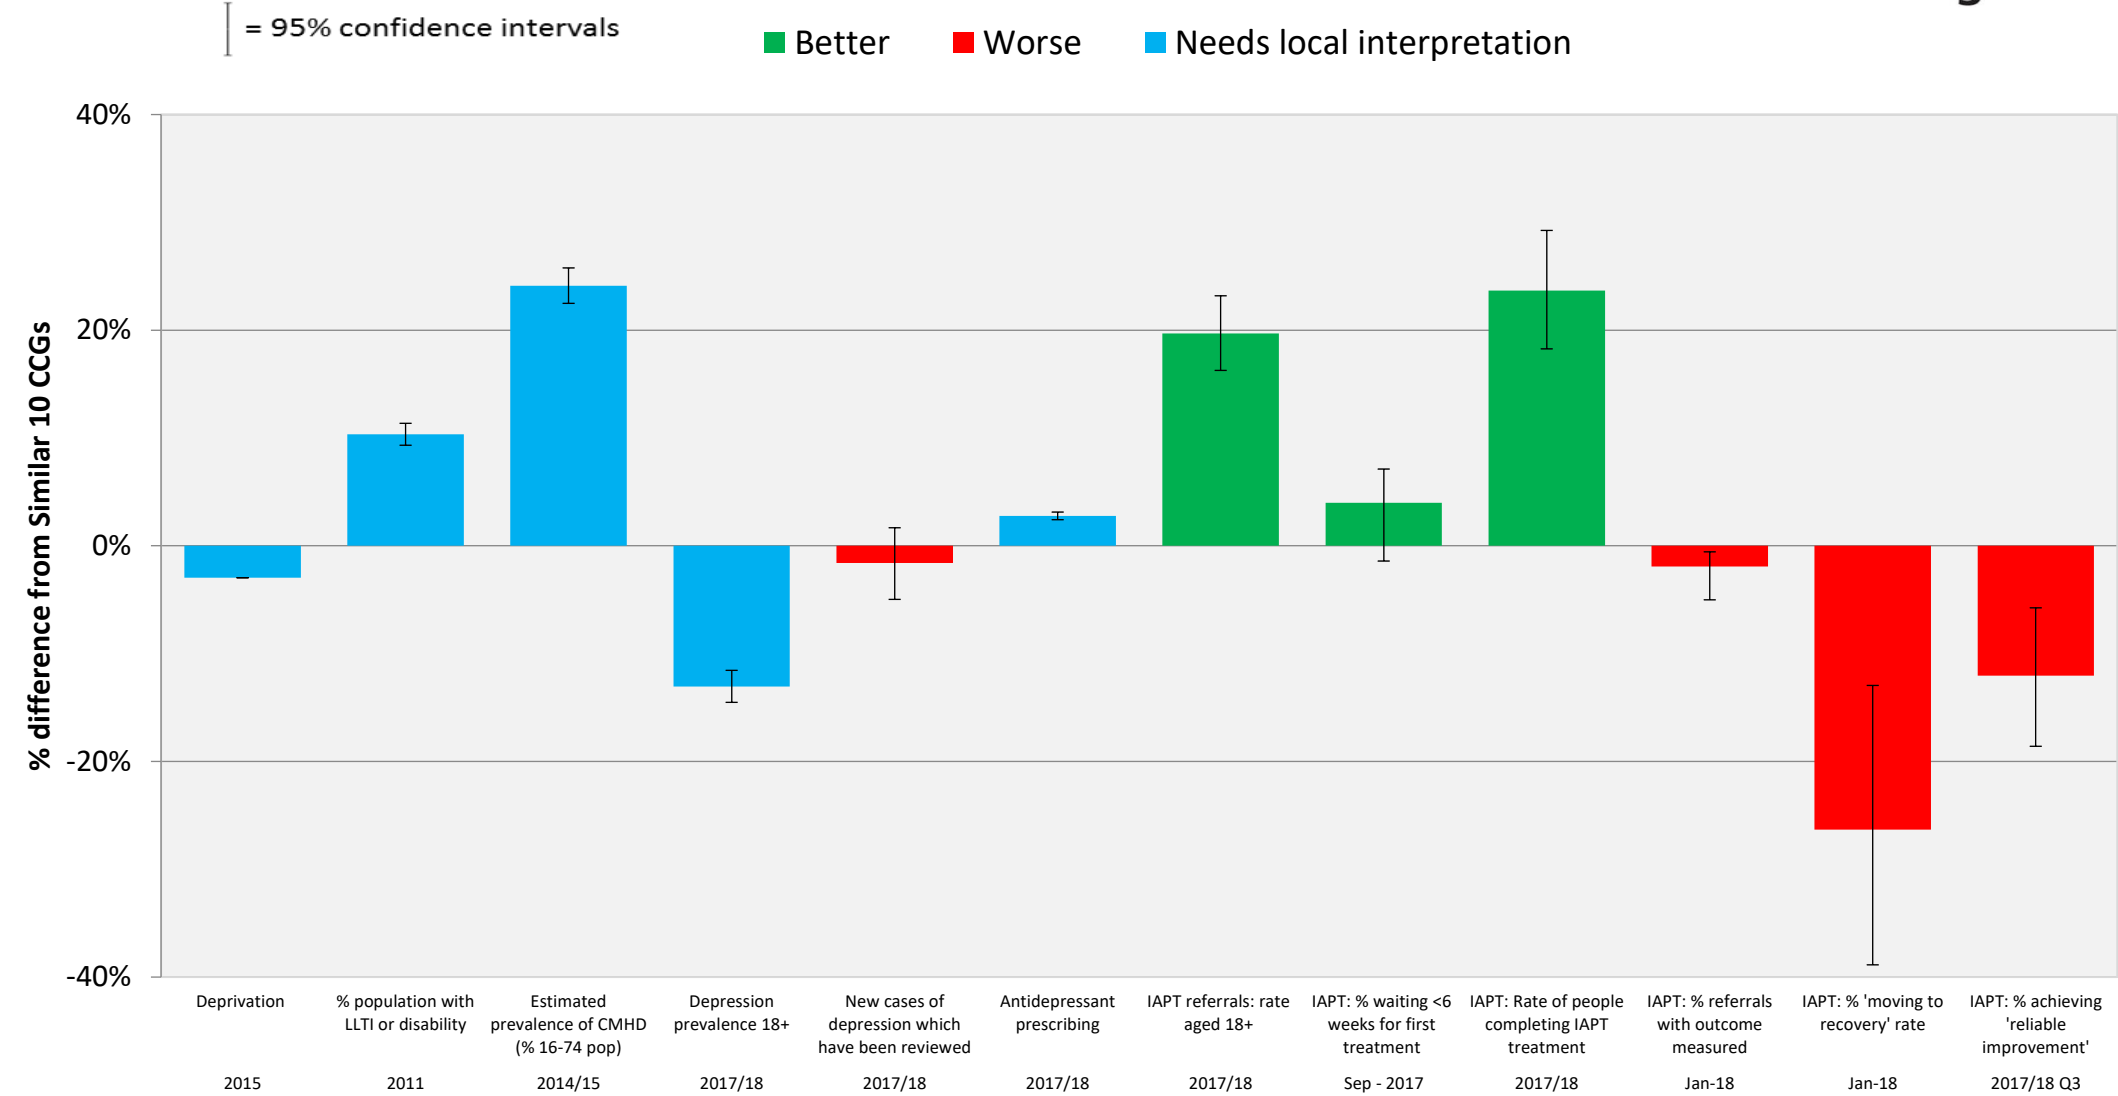 = 95% confidence intervals
Better
Worse
Needs local interpretation
% difference from Similar 10 CCGs
40%
20%
0%
-20%
-40%
Deprivation
2015
% population with
LLTI or disability
2011
Estimated
prevalence of CMHD
(% 16-74 pop)
2014/15
Depression
prevalence 18+
2017/18
New cases of
depression which
have been reviewed
2017/18
Antidepressant
prescribing
2017/18
IAPT referrals: rate
aged 18+
2017/18
IAPT: % waiting <6
weeks for first
treatment
Sep - 2017
IAPT: Rate of people
completing IAPT
treatment
2017/18
IAPT: % referrals
with outcome
measured
Jan-18
IAPT: % 'moving to
recovery' rate
Jan-18
IAPT: % achieving
'reliable
improvement'
2017/18 Q3